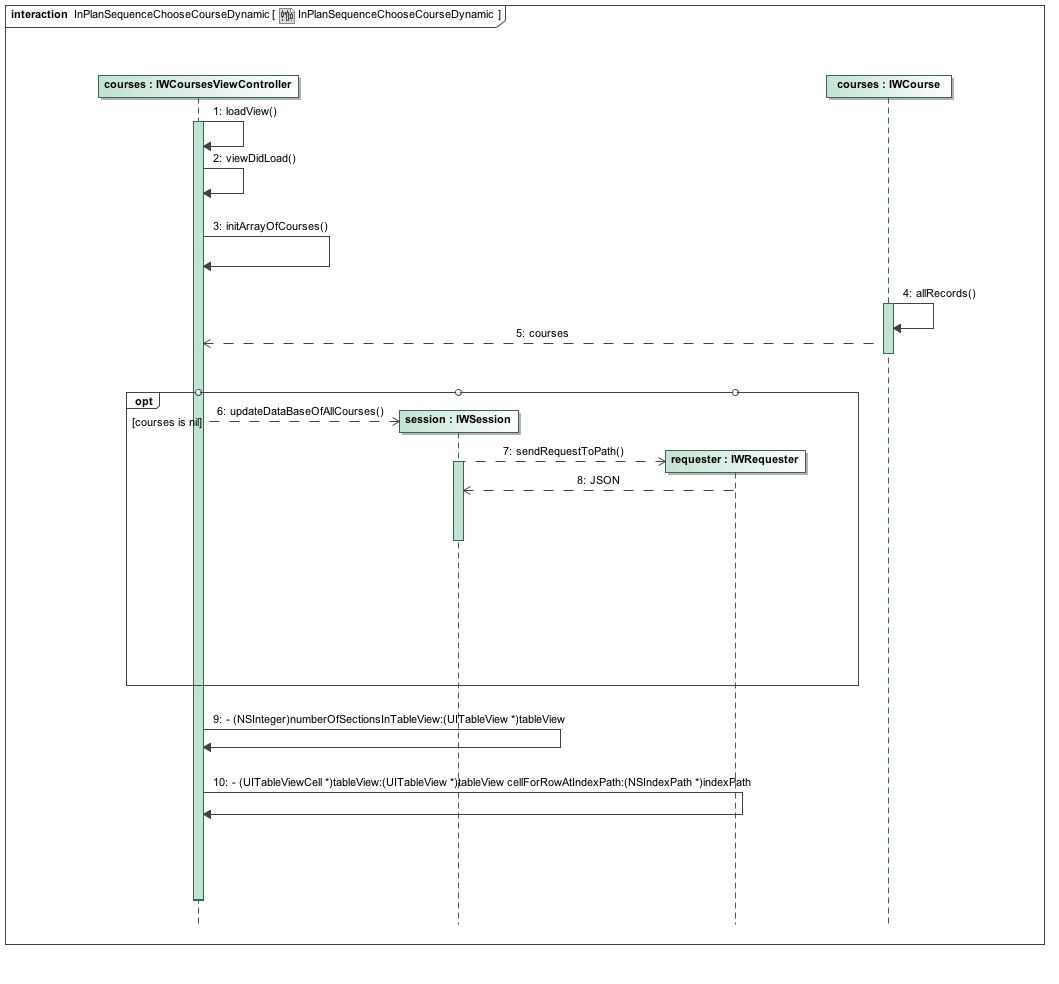 interaction InPlanSequenceChooseCourseDynamic [ InPlanSequenceChooseCourseDynamic ]
courses : IWCoursesViewController
courses : IWCourse
1: loadView()
2: viewDidLoad()
3: initArrayOfCourses()
4: allRecords()
5: courses
opt
6: updateDataBaseOfAllCourses()
[courses is nil]
session : IWSession
7: sendRequestToPath()
requester : IWRequester
8: JSON
9: - (NSInteger)numberOfSectionsInTableView:(UITableView *)tableView
10: - (UITableViewCell *)tableView:(UITableView *)tableView cellForRowAtIndexPath:(NSIndexPath *)indexPath